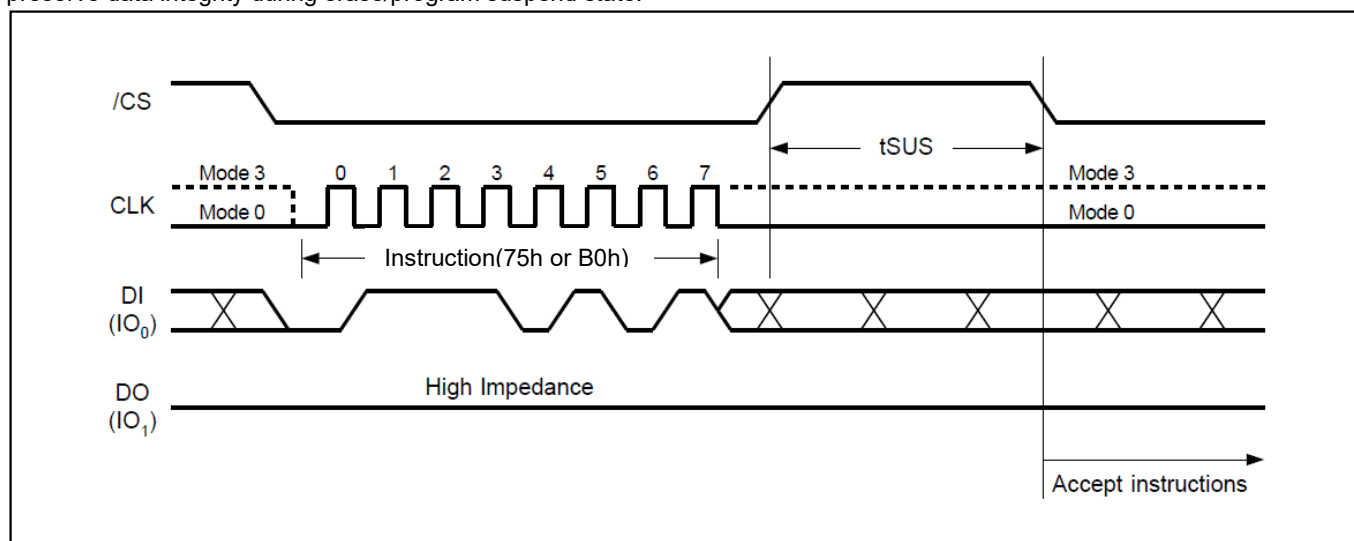 preserve data integrity during erase/program suspend state.
/CS
tSUS
Mode 3 0 1 2 3 4 5 6 7 Mode 3
CLK
Mode 0 Mode 0
Instruction(75h or B0h)
DI
(IO₀)
High Impedance
DO
(IO₁)
Accept instructions